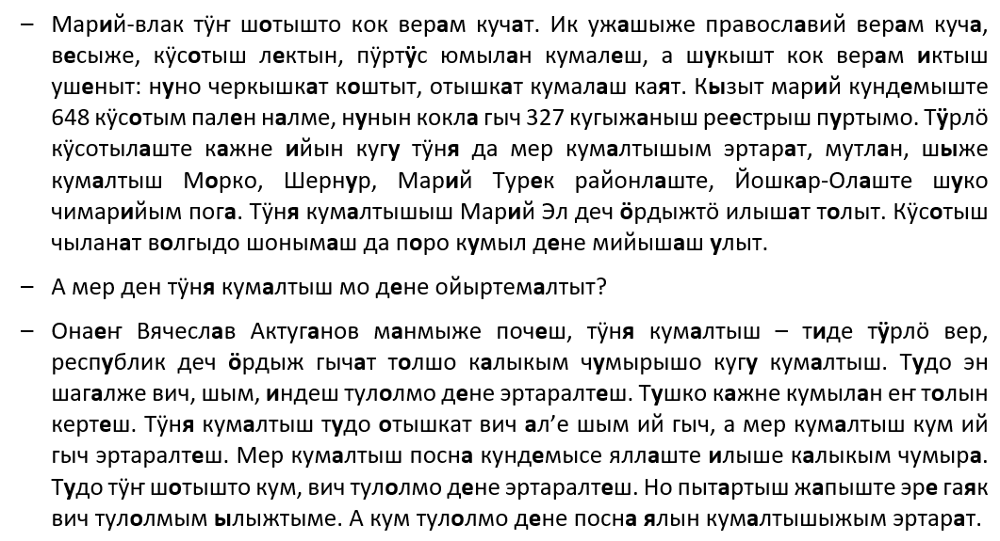 – Марий-влак тӱҥ шотышто кок верам кучат. Ик ужашыже православий верам куча,
весыже, кӱсотыш лектын, пӱртӱс юмылан кумалеш, а шукышт кок верам иктыш
ушеныт: нуно черкышкат коштыт, отышкат кумалаш каят. Кызыт марий кундемыште
648 кӱсотым пален налме, нунын кокла гыч 327 кугыжаныш реестрыш пуртымо. Тӱрлӧ
кӱсотылаште кажне ийын кугу тӱня да мер кумалтышым эртарат, мутлан, шыже
кумалтыш Морко, Шернур, Марий Турек районлаште, Йошкар-Олаште шуко
чимарийым пога. Тӱня кумалтышыш Марий Эл деч ӧрдыжтӧ илышат толыт. Кӱсотыш
чыланат волгыдо шонымаш да поро кумыл дене мийышаш улыт.
– А мер ден тӱня кумалтыш мо дене ойыртемалтыт?
– Онаеҥ Вячеслав Актуганов манмыже почеш, тӱня кумалтыш – тиде тӱрлӧ вер,
республик деч ӧрдыж гычат толшо калыкым чумырышо кугу кумалтыш. Тудо эн
шагалже вич, шым, индеш тулолмо дене эртаралтеш. Тушко кажне кумылан еҥ толын
кертеш. Тӱня кумалтыш тудо отышкат вич ал’е шым ий гыч, а мер кумалтыш кум ий
гыч эртаралтеш. Мер кумалтыш посна кундемысе яллаште илыше калыкым чумыра.
Тудо тӱҥ шотышто кум, вич тулолмо дене эртаралтеш. Но пытартыш жапыште эре гаяк
вич тулолмым ылыжтыме. А кум тулолмо дене посна ялын кумалтышыжым эртарат.